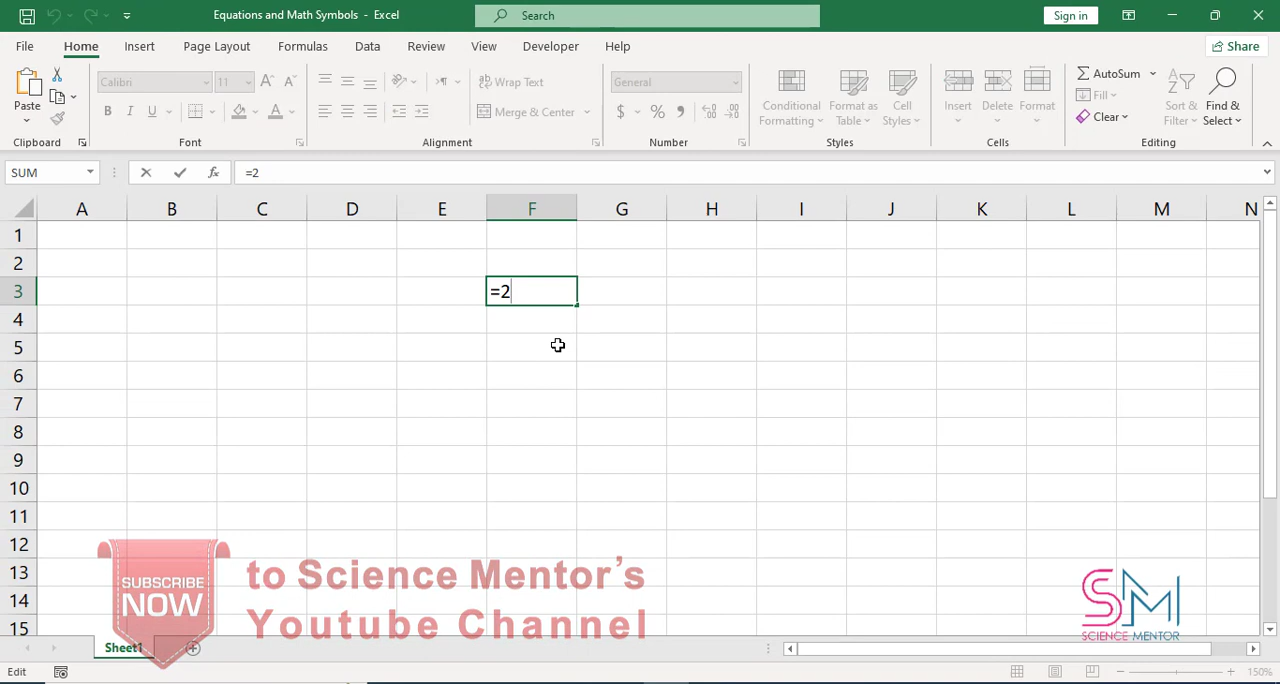 Equations and Math Symbols - Excel
Search
Sign in
File Home Insert Page Layout Formulas Data Review View Developer Help
Share
Paste
Clipboard
Calibri 11
B I U
Font
Wrap Text
Merge & Center
Alignment
General
$ % ,
Number
Conditional Formatting
Format as Table
Cell Styles
Styles
Insert
Delete
Format
Cells
AutoSum
Fill
Clear
Sort & Filter
Find & Select
Editing
SUM
fx
=2
A B C D E F G H I J K L M N
1
2
3 =2
4
5
6
7
8
9
10
11
12
13
14
15
SUBSCRIBE
NOW
to Science Mentor's
Youtube Channel
SM
SCIENCE MENTOR
Sheet1
Edit
150%